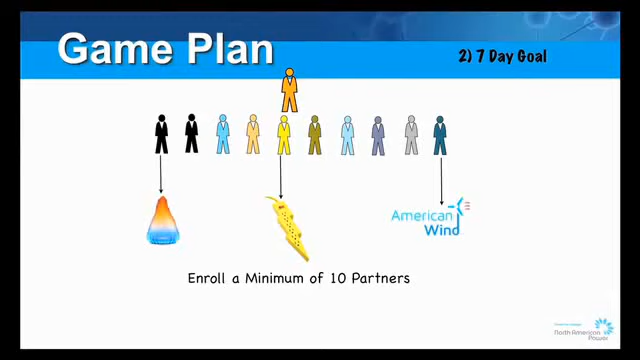 Game Plan
2) 7 Day Goal
American
Wind
Enroll a Minimum of 10 Partners
North American
Power